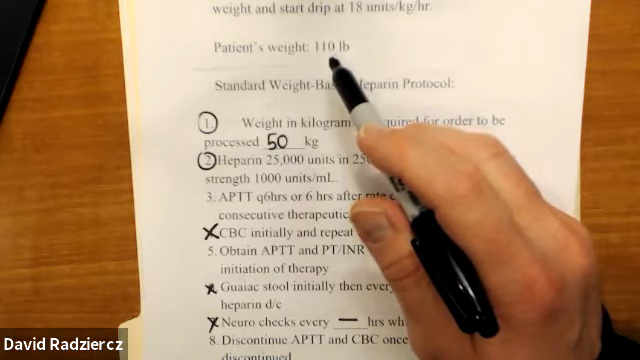 weight and start drip at 18 units/kg/hr.
Patient's weight: 110 lb
Standard Weight-Bas eparin Protocol:
1 Weight in kilogram quired for order to be
processed 50 kg
2 Heparin 25,000 units in 25
strength 1000 units/mL.
3. APTT q6hrs or 6 hrs after rate
consecutive therapeutic
X CBC initially and repeat
5. Obtain APTT and PT/INR
initiation of therapy
X Guaiac stool initially then every
heparin d/c
X Neuro checks every — hrs wh
8. Discontinue APTT and CBC once
discontinued
David Radziercz